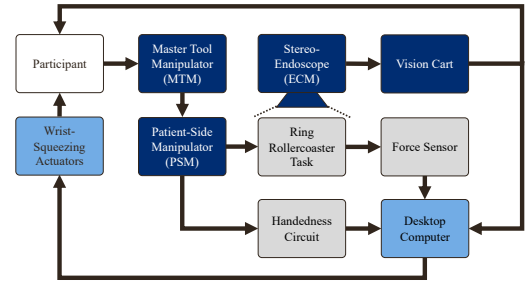 Participant
Master Tool
Manipulator
(MTM)
Stereo-
Endoscope
(ECM)
Vision Cart
Wrist-
Squeezing
Actuators
Patient-Side
Manipulator
(PSM)
Ring
Rollercoaster
Task
Force Sensor
Handedness
Circuit
Desktop
Computer